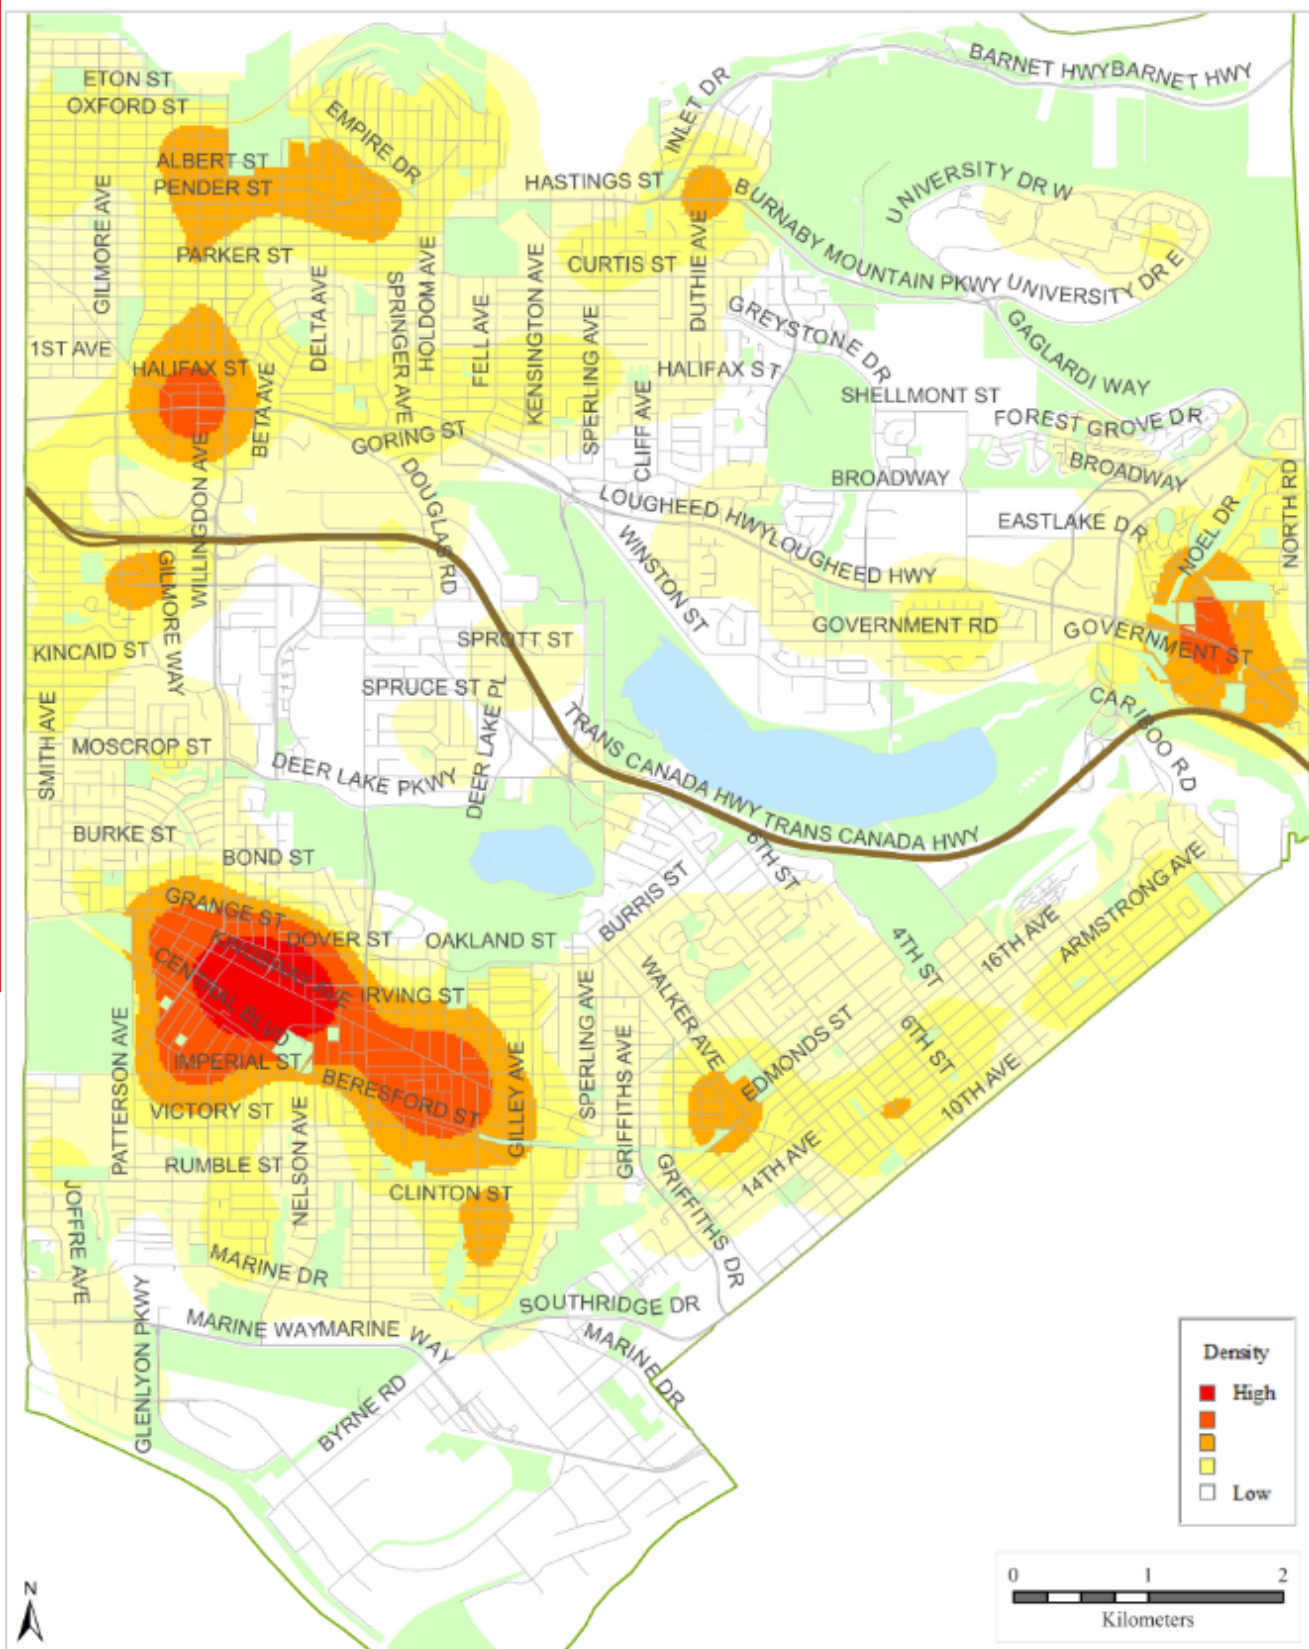 BARNET HWYBARNET HWY
ETON ST
OXFORD ST
INLET DR
EMPIRE DR
ALBERT ST
PENDER ST
HASTINGS ST
UNIVERSITY DR W
BURNABY MOUNTAIN PKWY
GILMORE AVE
PARKER ST
DUTHIE AVE
CURTIS ST
UNIVERSITY DR E
DELTA AVE
SPRINGER AVE
HOLDOM AVE
FELL AVE
KENSINGTON AVE
SPERLING AVE
GREYSTONE DR
GAGLARDI WAY
1ST AVE
HALIFAX ST
HALIFAX ST
BETA AVE
CLIFF AVE
SHELLMONT ST
FOREST GROVE DR
GORING ST
BROADWAY
BROADWAY
WILLINGDON AVE
DOUGLAS RD
LOUGHEED HWYLOUGHEED HWY
EASTLAKE DR
NOEL DR
NORTH RD
WINSTON ST
GILMORE WAY
KINCAID ST
SPROTT ST
GOVERNMENT RD
GOVERNMENT ST
SPRUCE ST
DEER LAKE PL
CARIBOO RD
SMITH AVE
MOSCROP ST
DEER LAKE PKWY
TRANS CANADA HWY TRANS CANADA HWY
BURKE ST
BOND ST
6TH ST
BURRIS ST
ARMSTRONG AVE
GRANGE ST
DOVER ST
OAKLAND ST
KINGSWAY AVE
CENTRAL BLVD
IRVING ST
WALKER AVE
4TH ST
16TH AVE
PATTERSON AVE
IMPERIAL ST
BERESFORD ST
GILLEY AVE
SPERLING AVE
GRIFFITHS AVE
EDMONDS ST
6TH ST
10TH AVE
VICTORY ST
RUMBLE ST
NELSON AVE
CLINTON ST
14TH AVE
GRIFFITHS DR
JOFFRE AVE
MARINE DR
GLENLYON PKWY
MARINE WAYMARINE WAY
SOUTHRIDGE DR
MARINE DR
BYRNE RD
Density
High
Low
N
0 1 2
Kilometers